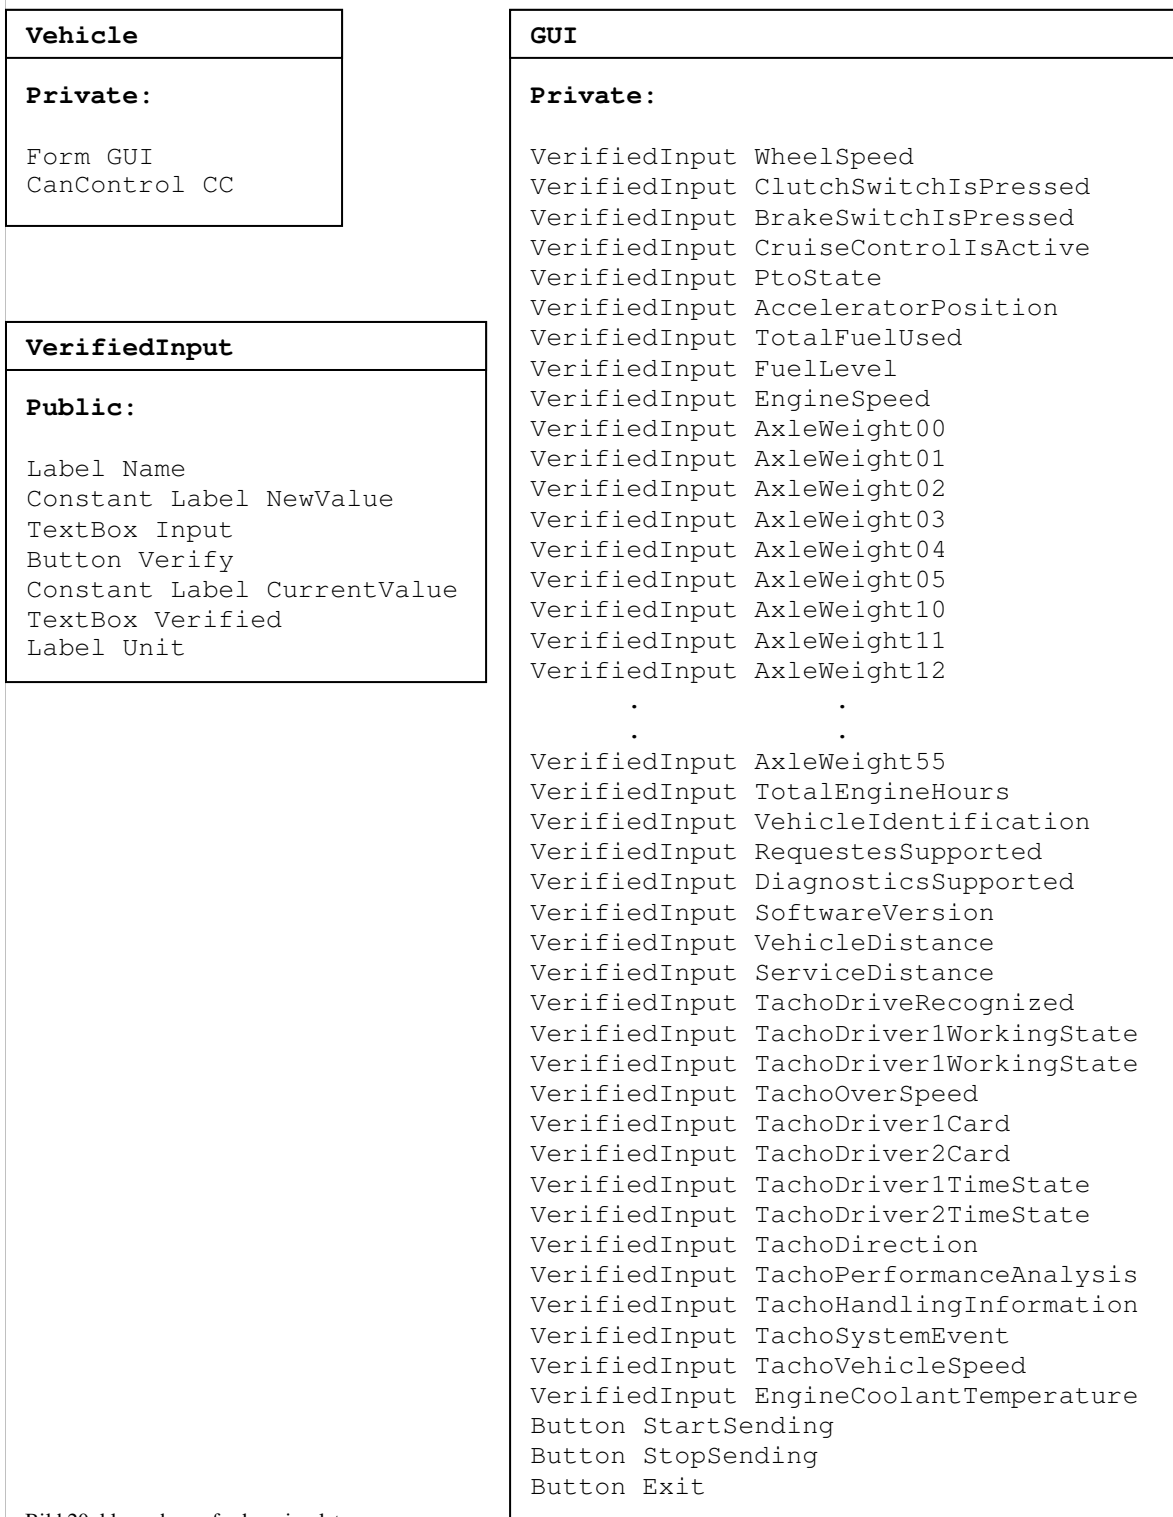 Vehicle
Private:
Form GUI
CanControl CC
VerifiedInput
Public:
Label Name
Constant Label NewValue
TextBox Input
Button Verify
Constant Label CurrentValue
TextBox Verified
Label Unit
GUI
Private:
VerifiedInput WheelSpeed
VerifiedInput ClutchSwitchIsPressed
VerifiedInput BrakeSwitchIsPressed
VerifiedInput CruiseControlIsActive
VerifiedInput PtoState
VerifiedInput AcceleratorPosition
VerifiedInput TotalFuelUsed
VerifiedInput FuelLevel
VerifiedInput EngineSpeed
VerifiedInput AxleWeight00
VerifiedInput AxleWeight01
VerifiedInput AxleWeight02
VerifiedInput AxleWeight03
VerifiedInput AxleWeight04
VerifiedInput AxleWeight05
VerifiedInput AxleWeight10
VerifiedInput AxleWeight11
VerifiedInput AxleWeight12
. .
. .
VerifiedInput AxleWeight55
VerifiedInput TotalEngineHours
VerifiedInput VehicleIdentification
VerifiedInput RequestesSupported
VerifiedInput DiagnosticsSupported
VerifiedInput SoftwareVersion
VerifiedInput VehicleDistance
VerifiedInput ServiceDistance
VerifiedInput TachoDriveRecognized
VerifiedInput TachoDriver1WorkingState
VerifiedInput TachoDriver1WorkingState
VerifiedInput TachoOverSpeed
VerifiedInput TachoDriver1Card
VerifiedInput TachoDriver2Card
VerifiedInput TachoDriver1TimeState
VerifiedInput TachoDriver2TimeState
VerifiedInput TachoDirection
VerifiedInput TachoPerformanceAnalysis
VerifiedInput TachoHandlingInformation
VerifiedInput TachoSystemEvent
VerifiedInput TachoVehicleSpeed
VerifiedInput EngineCoolantTemperature
Button StartSending
Button StopSending
Button Exit